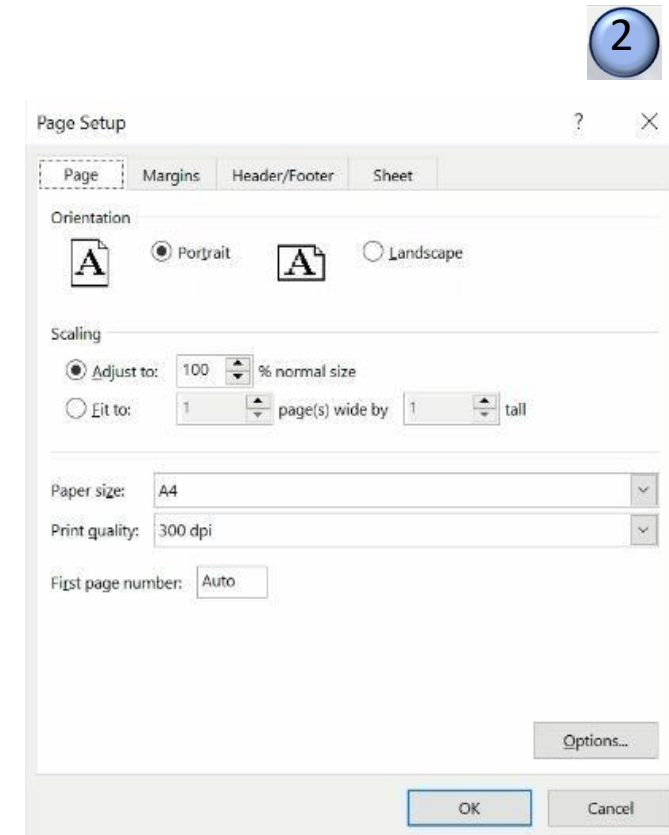 2
Page Setup ? ×
Page Margins Header/Footer Sheet
Orientation
A Portrait A Landscape
Scaling
Adjust to: 100 % normal size
Fit to: 1 page(s) wide by 1 tall
Paper size: A4
Print quality: 300 dpi
First page number: Auto
Options...
OK Cancel